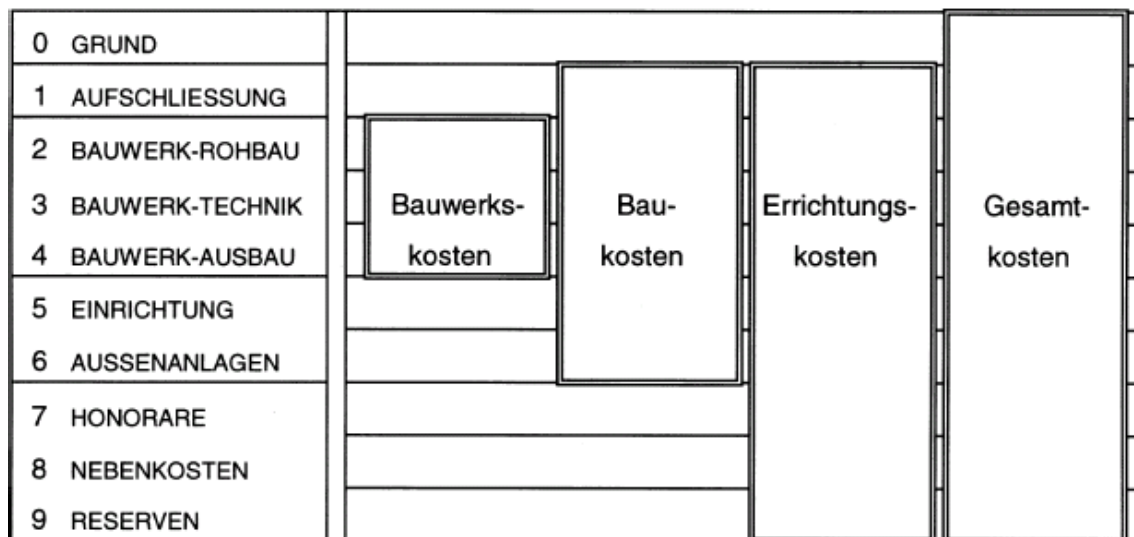 0 GRUND
1 AUFSCHLIESSUNG
2 BAUWERK-ROHBAU
3 BAUWERK-TECHNIK
4 BAUWERK-AUSBAU
5 EINRICHTUNG
6 AUSSENANLAGEN
7 HONORARE
8 NEBENKOSTEN
9 RESERVEN
Bauwerks-
kosten
Bau-
kosten
Errichtungs-
kosten
Gesamt-
kosten